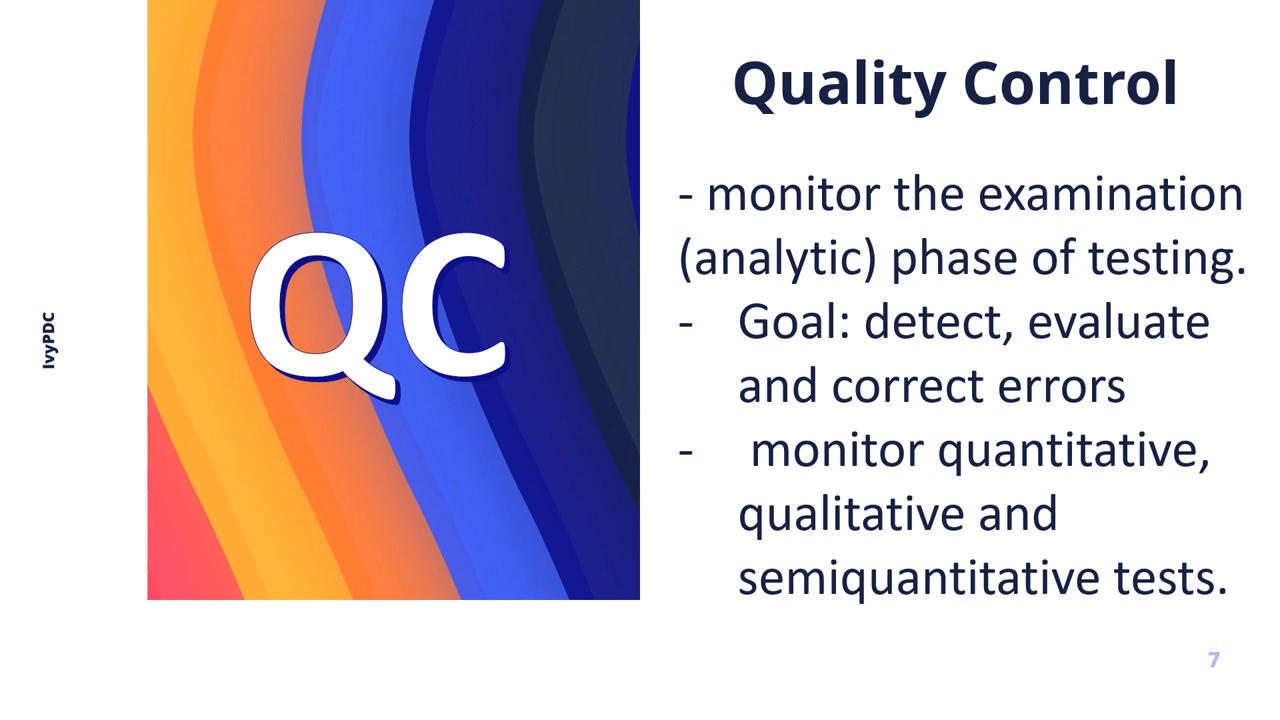 IvyPDC
QC
Quality Control
- monitor the examination
(analytic) phase of testing.
- Goal: detect, evaluate
and correct errors
- monitor quantitative,
qualitative and
semiquantitative tests.
7